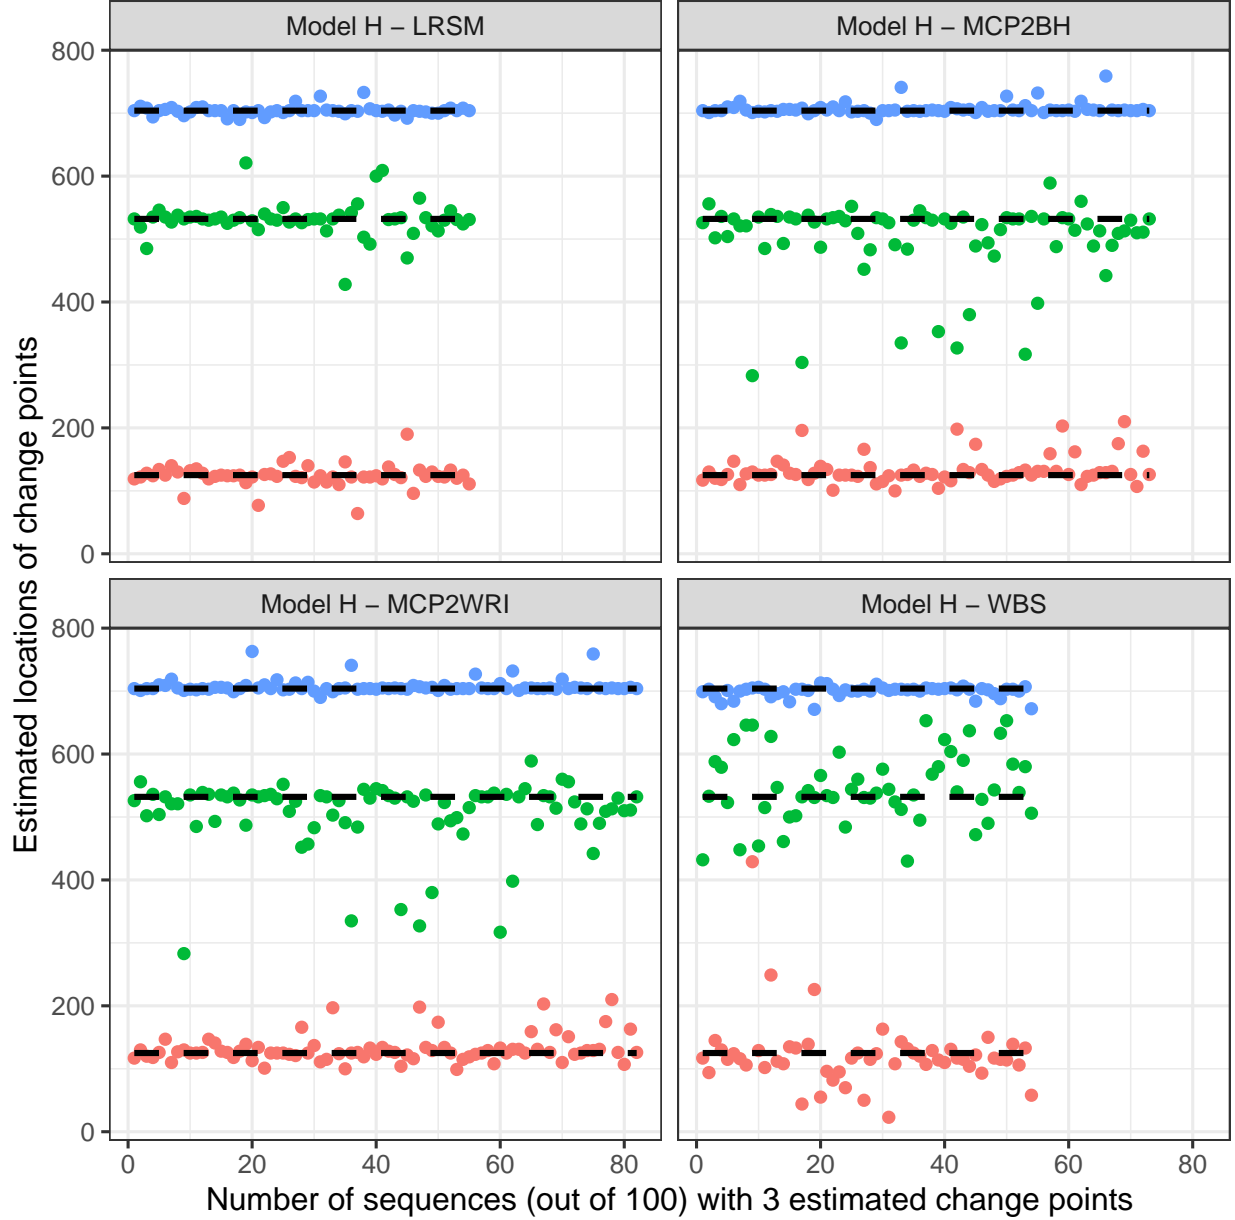 Model H − LRSM
Model H − MCP2BH
800
600
400
200
0
Model H − MCP2WRI
Model H − WBS
800
600
400
200
0
0 20 40 60 80
0 20 40 60 80
Estimated locations of change points
Number of sequences (out of 100) with 3 estimated change points